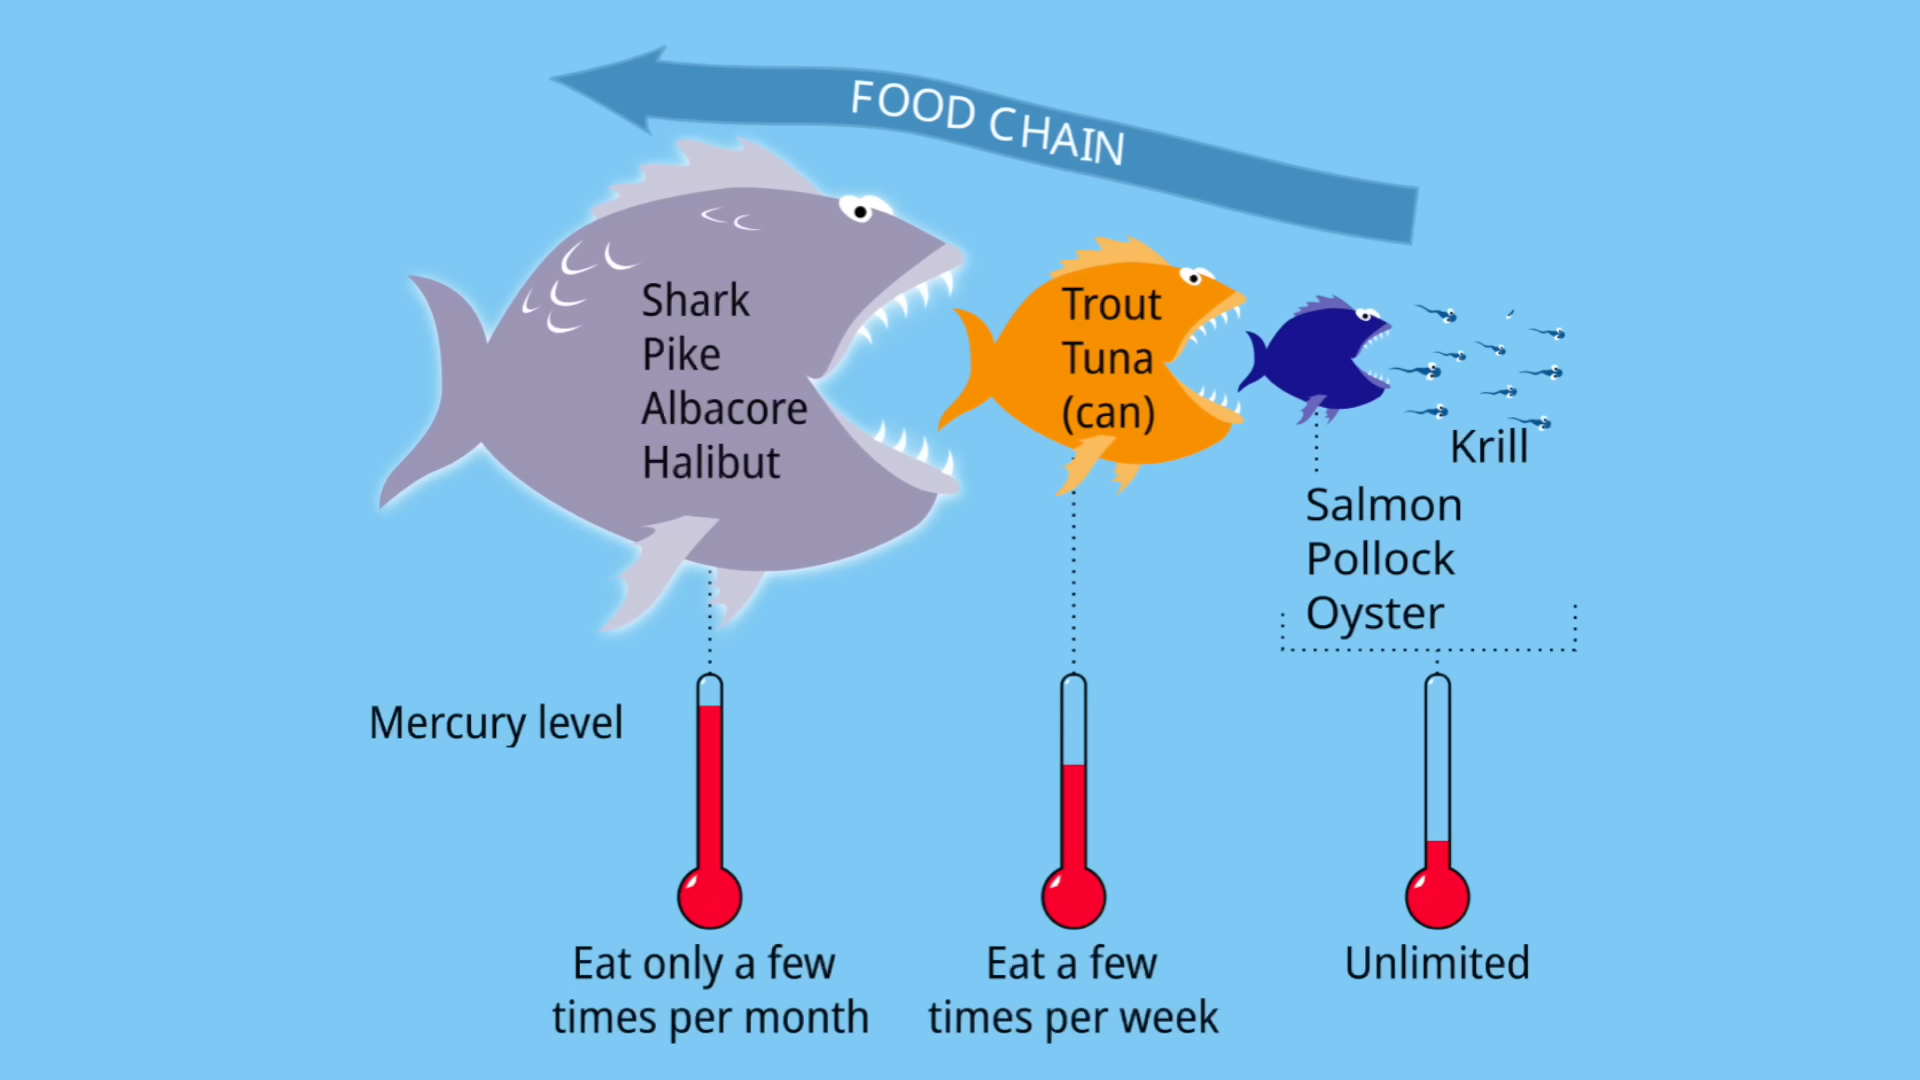 FOOD CHAIN
Shark
Pike
Albacore
Halibut
Trout
Tuna
(can)
Krill
Salmon
Pollock
Oyster
Mercury level
Eat only a few
times per month
Eat a few
times per week
Unlimited